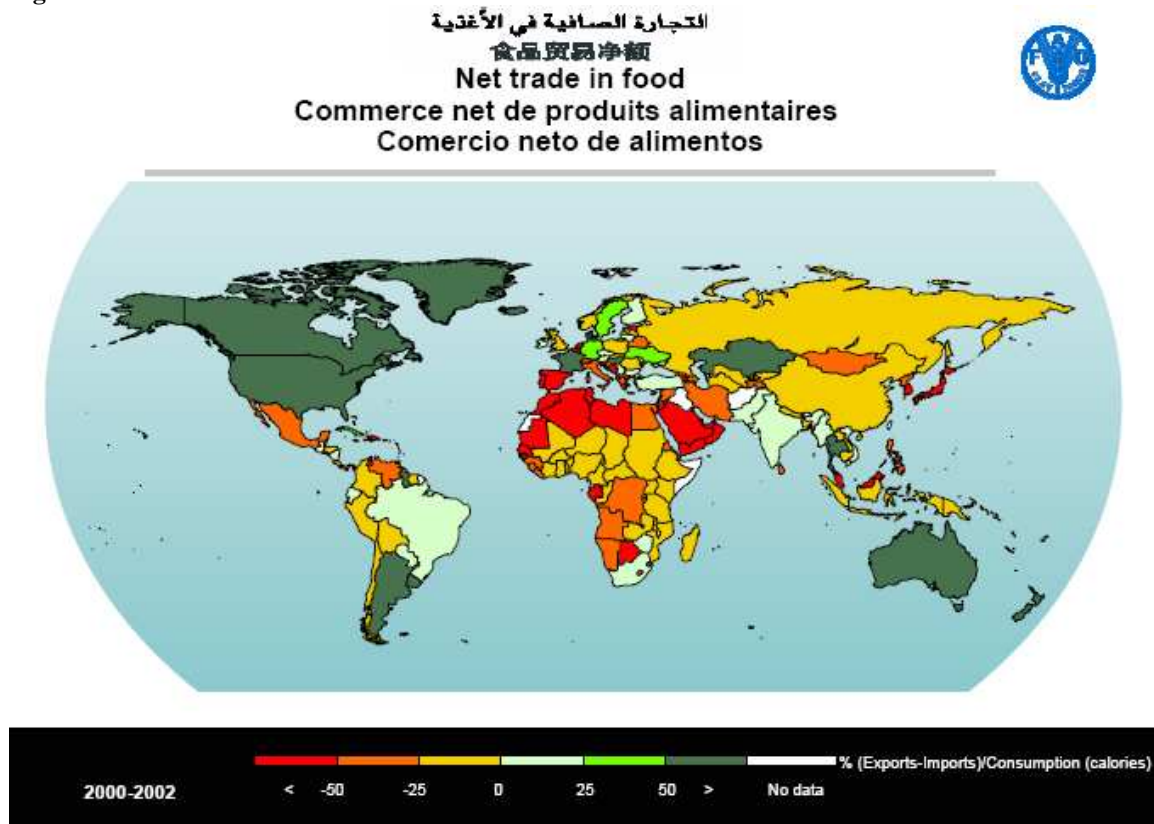 التجارة الصافية في الأغذية
食品贸易净额
Net trade in food
Commerce net de produits alimentaires
Comercio neto de alimentos
F A O
% (Exports-Imports)/Consumption (calories)
2000-2002 < -50 -25 0 25 50 > No data